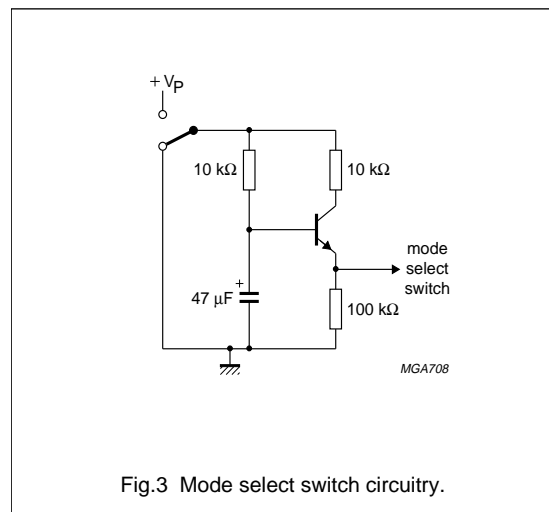 + VP
10 kΩ
10 kΩ
mode
select
switch
+
47 μF
100 kΩ
MGA708
Fig.3 Mode select switch circuitry.